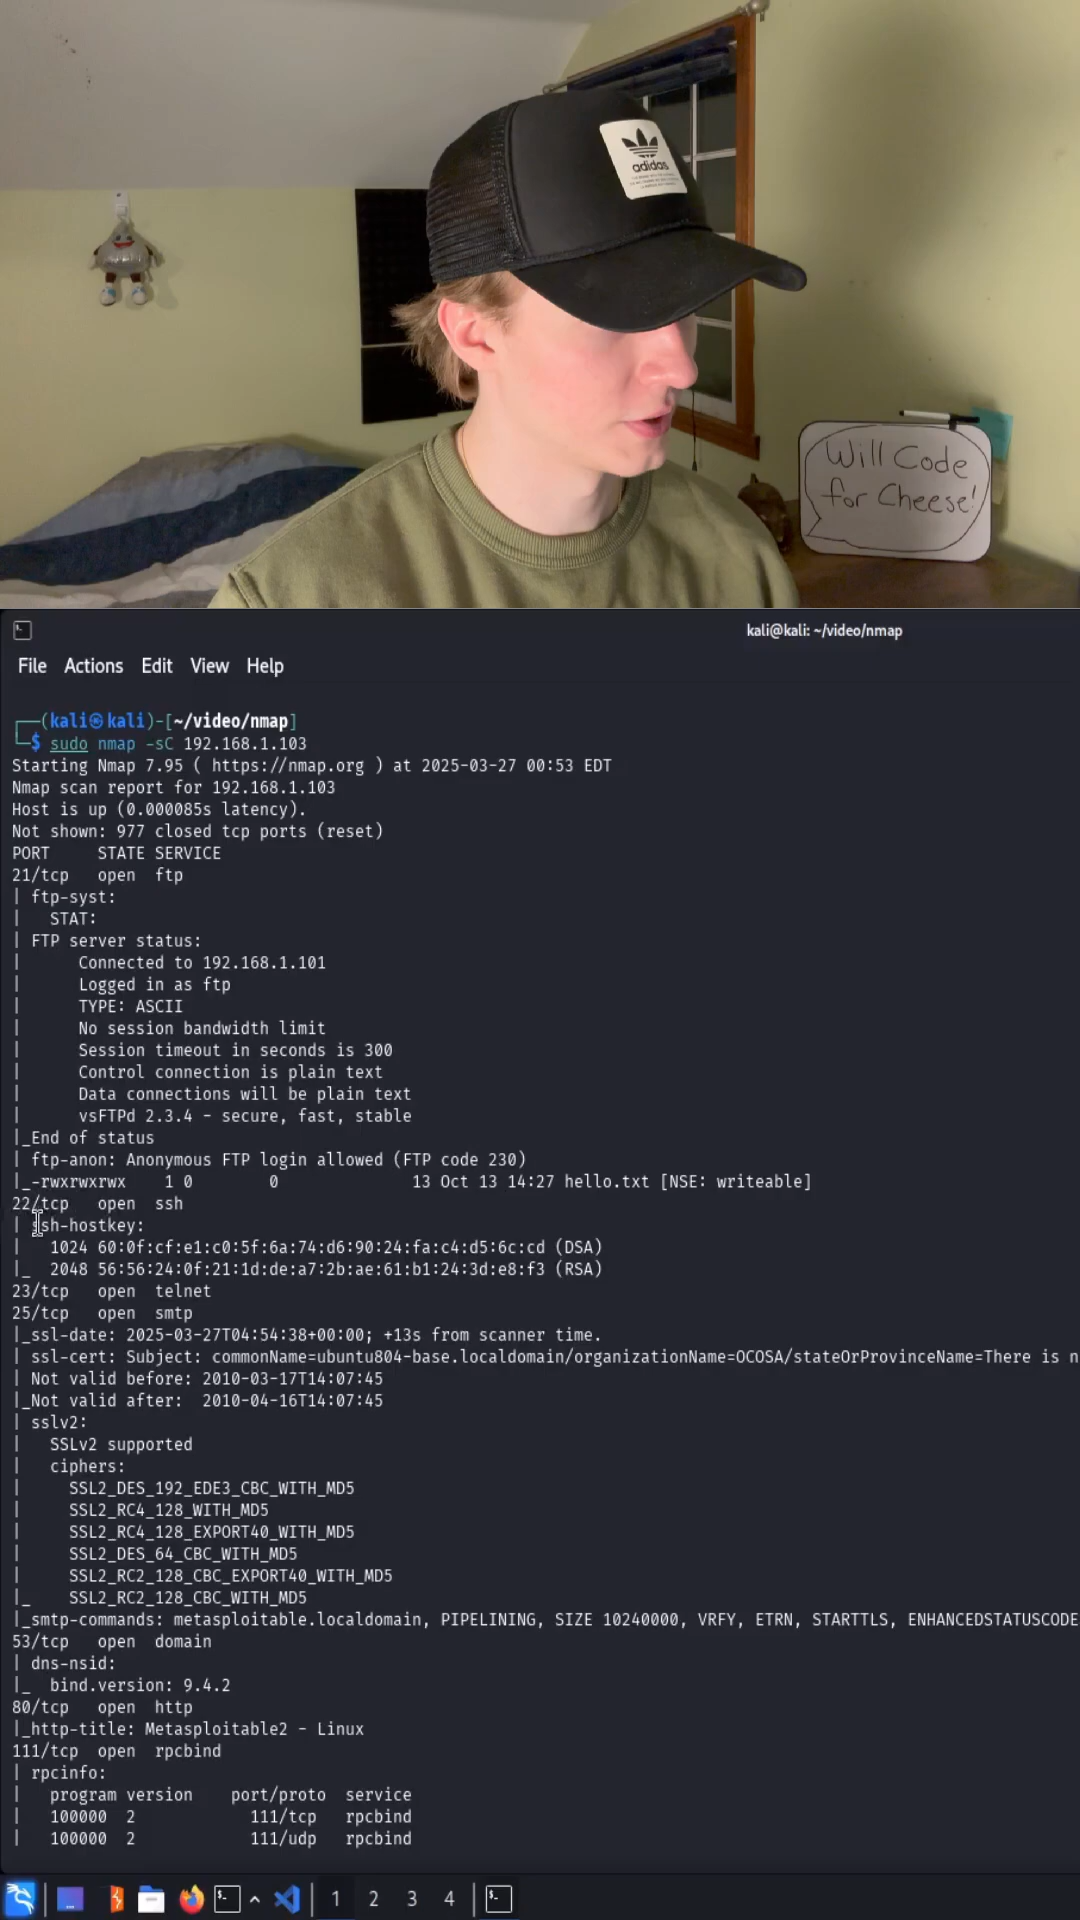 adidas
Will Code
for Cheese!
kali@kali: ~/video/nmap
File Actions Edit View Help
┌──(kali㉿kali)-[~/video/nmap]
└─$ sudo nmap -sC 192.168.1.103
Starting Nmap 7.95 ( https://nmap.org ) at 2025-03-27 00:53 EDT
Nmap scan report for 192.168.1.103
Host is up (0.000085s latency).
Not shown: 977 closed tcp ports (reset)
PORT     STATE SERVICE
21/tcp   open  ftp
| ftp-syst:
|   STAT:
| FTP server status:
|      Connected to 192.168.1.101
|      Logged in as ftp
|      TYPE: ASCII
|      No session bandwidth limit
|      Session timeout in seconds is 300
|      Control connection is plain text
|      Data connections will be plain text
|      vsFTPd 2.3.4 - secure, fast, stable
|_End of status
| ftp-anon: Anonymous FTP login allowed (FTP code 230)
|_-rwxrwxrwx    1 0        0              13 Oct 13 14:27 hello.txt [NSE: writeable]
22/tcp   open  ssh
| ssh-hostkey:
|   1024 60:0f:cf:e1:c0:5f:6a:74:d6:90:24:fa:c4:d5:6c:cd (DSA)
|_  2048 56:56:24:0f:21:1d:de:a7:2b:ae:61:b1:24:3d:e8:f3 (RSA)
23/tcp   open  telnet
25/tcp   open  smtp
|_ssl-date: 2025-03-27T04:54:38+00:00; +13s from scanner time.
| ssl-cert: Subject: commonName=ubuntu804-base.localdomain/organizationName=OCOSA/stateOrProvinceName=There is n
| Not valid before: 2010-03-17T14:07:45
|_Not valid after:  2010-04-16T14:07:45
| sslv2:
|   SSLv2 supported
|   ciphers:
|     SSL2_DES_192_EDE3_CBC_WITH_MD5
|     SSL2_RC4_128_WITH_MD5
|     SSL2_RC4_128_EXPORT40_WITH_MD5
|     SSL2_DES_64_CBC_WITH_MD5
|     SSL2_RC2_128_CBC_EXPORT40_WITH_MD5
|_    SSL2_RC2_128_CBC_WITH_MD5
|_smtp-commands: metasploitable.localdomain, PIPELINING, SIZE 10240000, VRFY, ETRN, STARTTLS, ENHANCEDSTATUSCODE
53/tcp   open  domain
| dns-nsid:
|_  bind.version: 9.4.2
80/tcp   open  http
|_http-title: Metasploitable2 - Linux
111/tcp  open  rpcbind
| rpcinfo:
|   program version    port/proto  service
|   100000  2            111/tcp   rpcbind
|   100000  2            111/udp   rpcbind
1 2 3 4